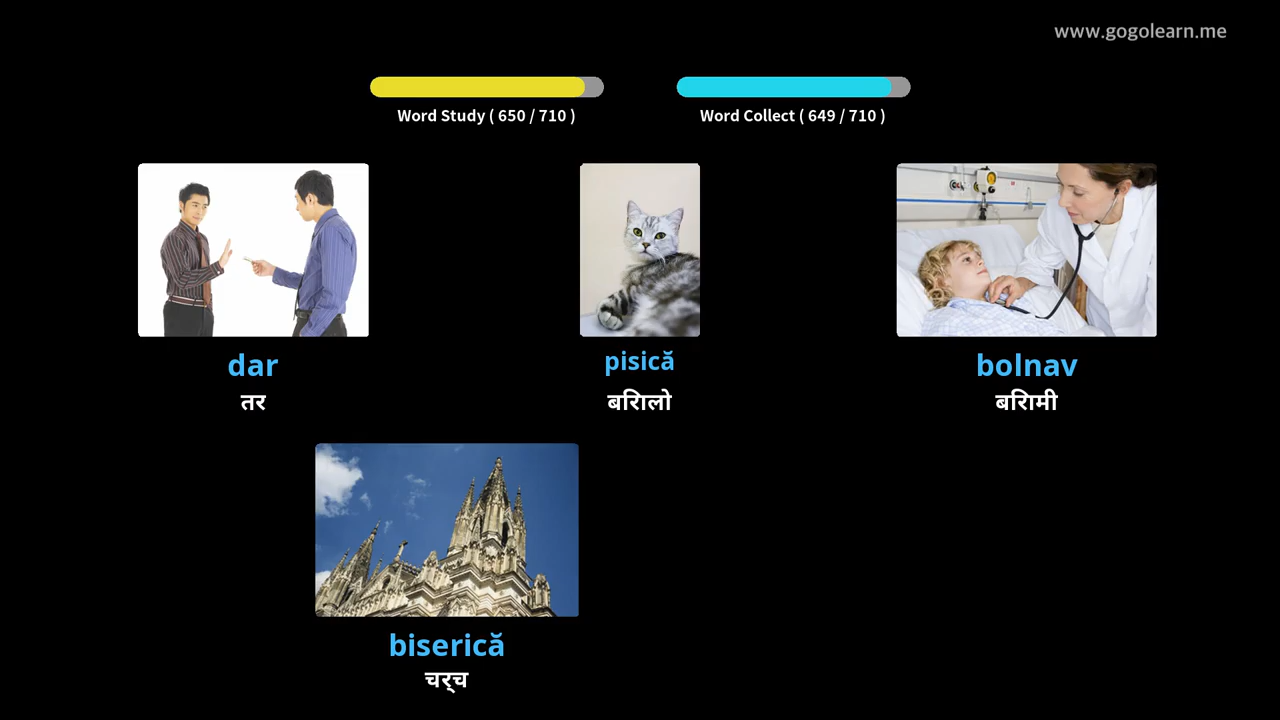 www.gogolearn.me
Word Study ( 650 / 710 )
Word Collect ( 649 / 710 )
dar
तर
pisică
बिरालो
bolnav
बिरामी
biserică
चर्च